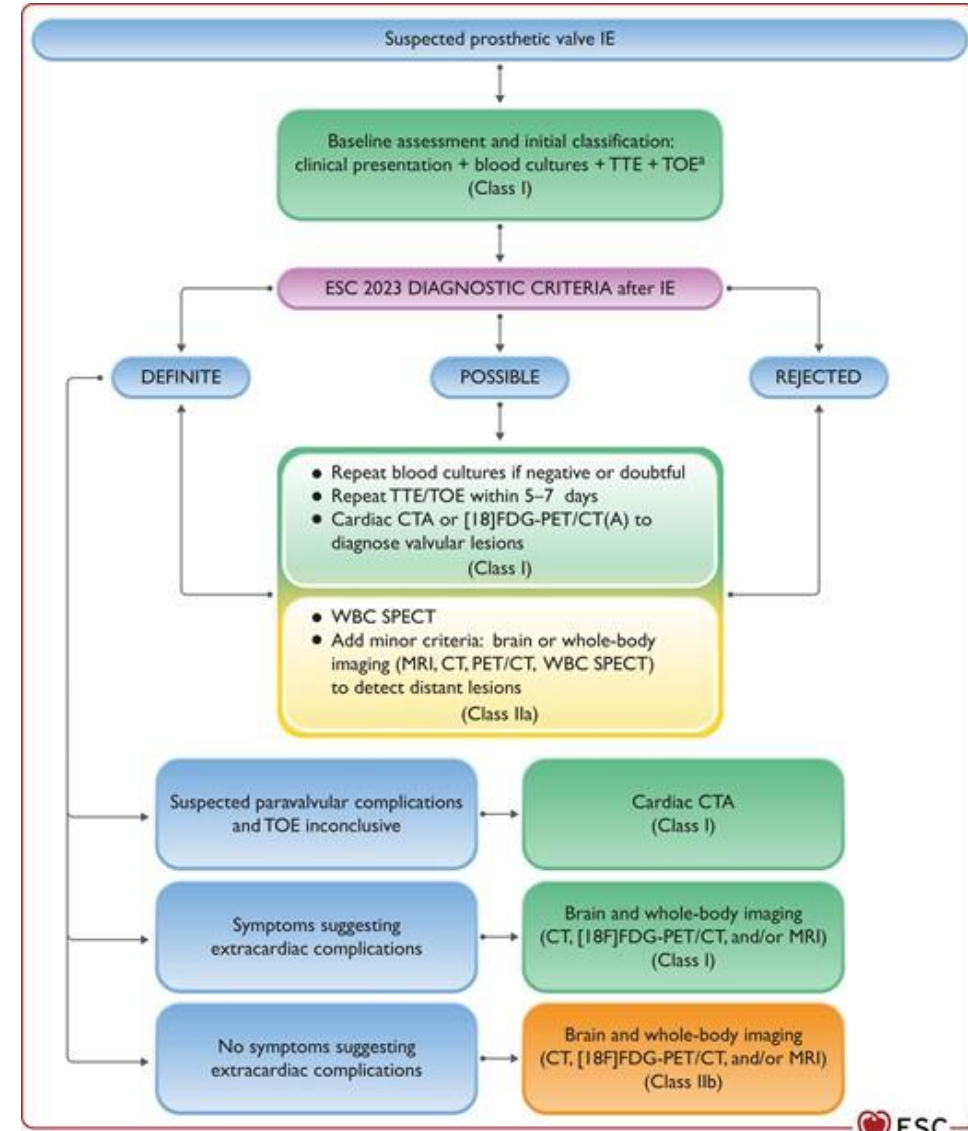 Suspected prosthetic valve IE
Baseline assessment and initial classification:
clinical presentation + blood cultures + TTE + TOEª
(Class I)
ESC 2023 DIAGNOSTIC CRITERIA after IE
DEFINITE
POSSIBLE
REJECTED
● Repeat blood cultures if negative or doubtful
● Repeat TTE/TOE within 5–7 days
● Cardiac CTA or [18]FDG-PET/CT(A) to
diagnose valvular lesions
(Class I)
● WBC SPECT
● Add minor criteria: brain or whole-body
imaging (MRI, CT, PET/CT, WBC SPECT)
to detect distant lesions
(Class IIa)
Suspected paravalvular complications
and TOE inconclusive
Cardiac CTA
(Class I)
Symptoms suggesting
extracardiac complications
Brain and whole-body imaging
(CT, [18F]FDG-PET/CT, and/or MRI)
(Class I)
No symptoms suggesting
extracardiac complications
Brain and whole-body imaging
(CT, [18F]FDG-PET/CT, and/or MRI)
(Class IIb)
ESC